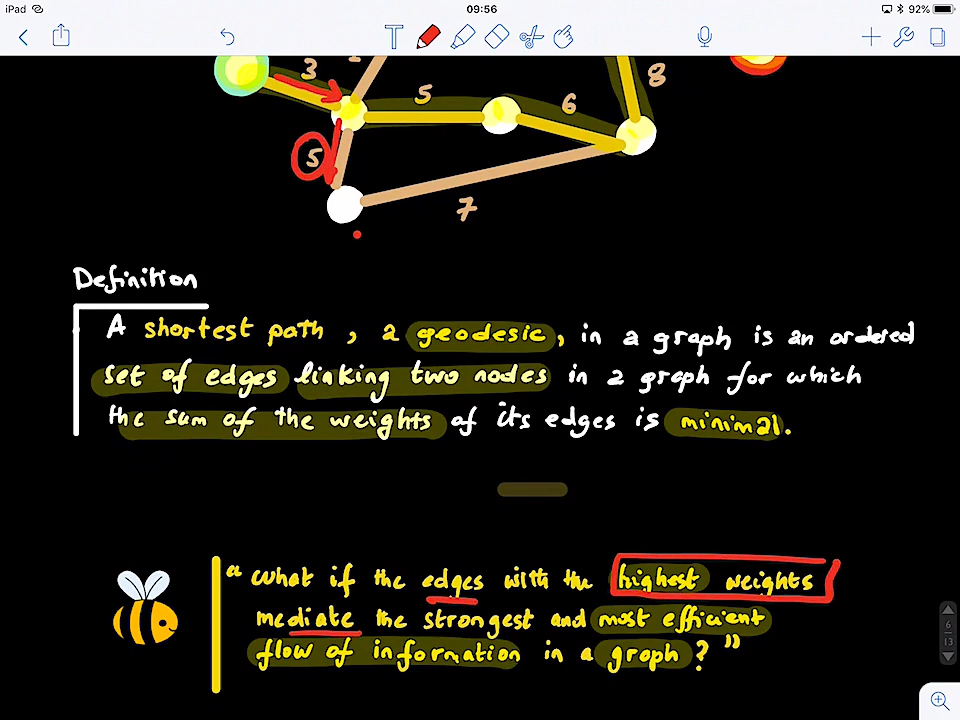 iPad 09:56 92%
3
5
6
8
5
7
Definition
A shortest path, a geodesic, in a graph is an ordered
set of edges linking two nodes in a graph for which
the sum of the weights of its edges is minimal.
"What if the edges with the highest weights
mediate the strongest and most efficient
flow of information in a graph?"
6
13